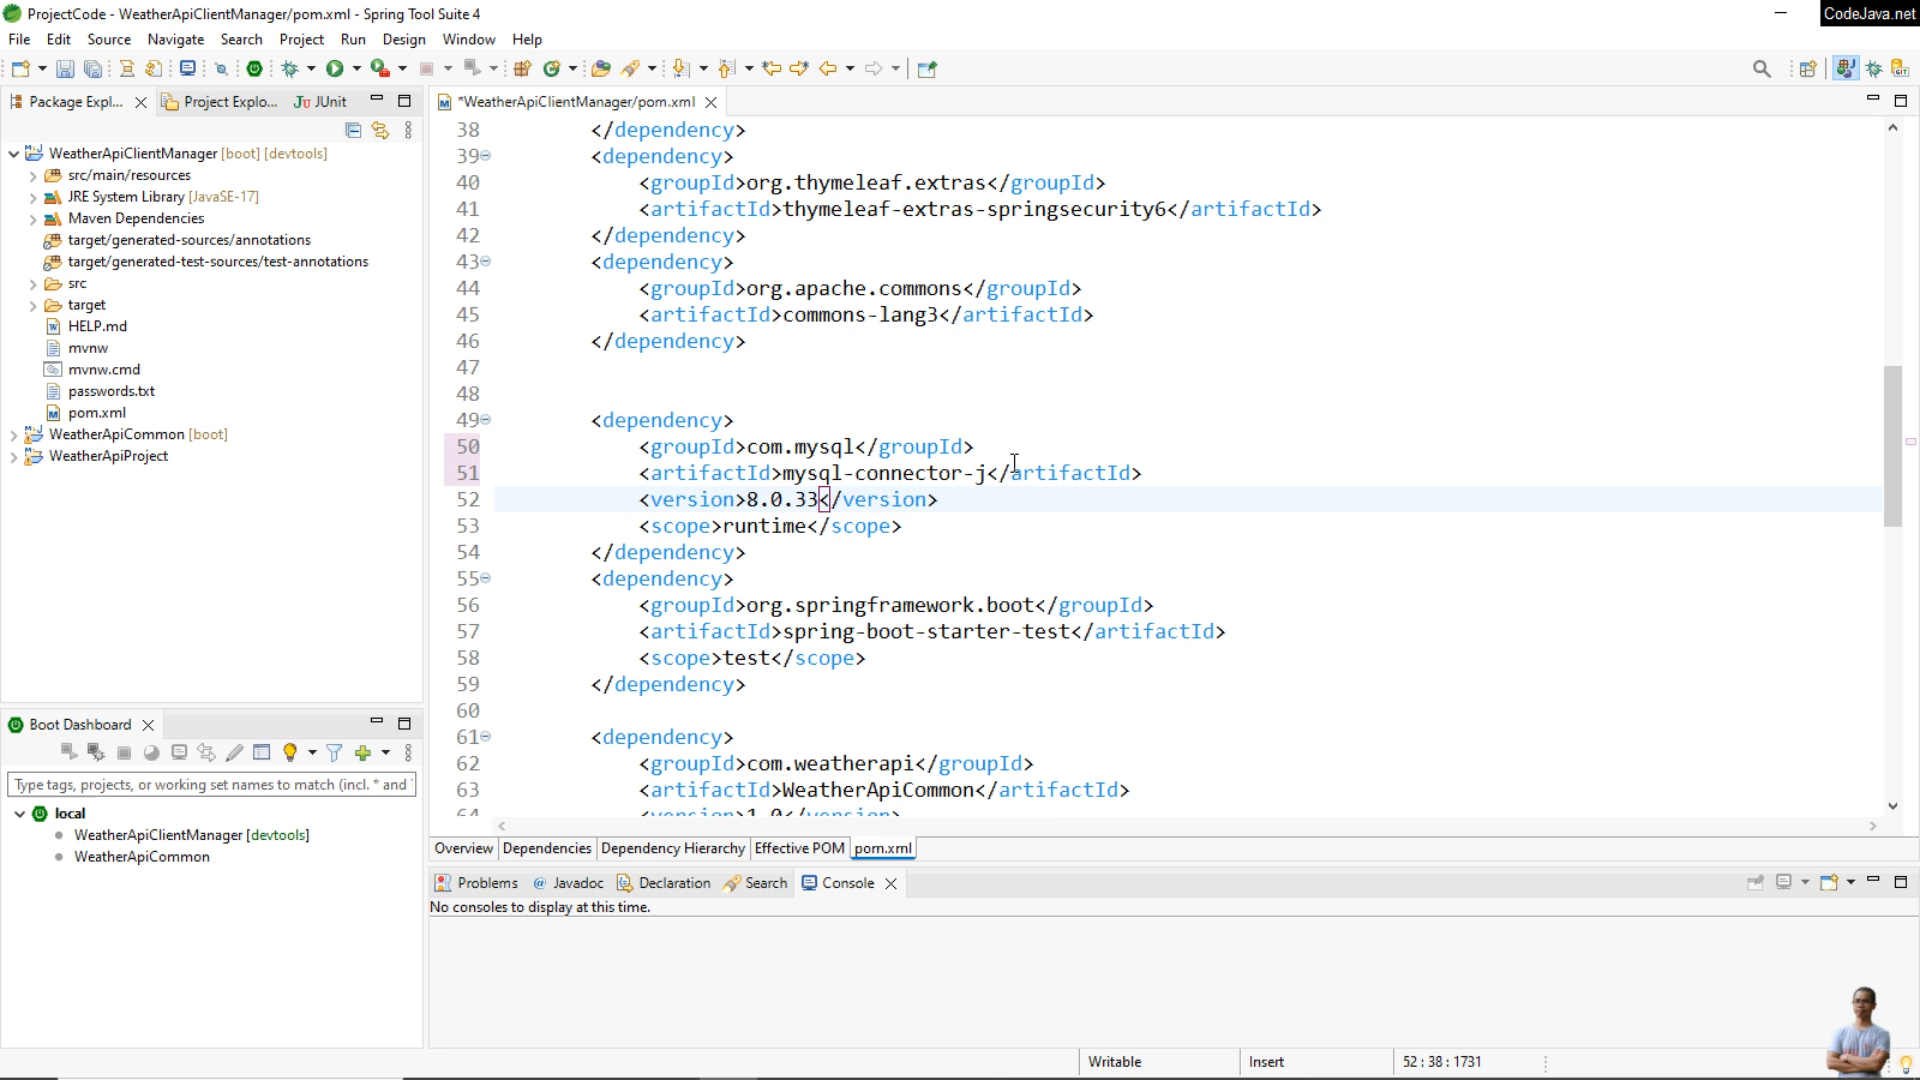 ProjectCode - WeatherApiClientManager/pom.xml - Spring Tool Suite 4
CodeJava.net
File Edit Source Navigate Search Project Run Design Window Help
Package Expl... Project Explo... JUnit
WeatherApiClientManager [boot] [devtools]
src/main/resources
JRE System Library [JavaSE-17]
Maven Dependencies
target/generated-sources/annotations
target/generated-test-sources/test-annotations
src
target
HELP.md
mvnw
mvnw.cmd
passwords.txt
pom.xml
WeatherApiCommon [boot]
WeatherApiProject
Boot Dashboard
Type tags, projects, or working set names to match (incl. * and
local
WeatherApiClientManager [devtools]
WeatherApiCommon
*WeatherApiClientManager/pom.xml
38 </dependency>
39 <dependency>
40 <groupId>org.thymeleaf.extras</groupId>
41 <artifactId>thymeleaf-extras-springsecurity6</artifactId>
42 </dependency>
43 <dependency>
44 <groupId>org.apache.commons</groupId>
45 <artifactId>commons-lang3</artifactId>
46 </dependency>
47
48
49 <dependency>
50 <groupId>com.mysql</groupId>
51 <artifactId>mysql-connector-j</artifactId>
52 <version>8.0.33</version>
53 <scope>runtime</scope>
54 </dependency>
55 <dependency>
56 <groupId>org.springframework.boot</groupId>
57 <artifactId>spring-boot-starter-test</artifactId>
58 <scope>test</scope>
59 </dependency>
60
61 <dependency>
62 <groupId>com.weatherapi</groupId>
63 <artifactId>WeatherApiCommon</artifactId>
64 <version>1.0</version>
Overview Dependencies Dependency Hierarchy Effective POM pom.xml
Problems @ Javadoc Declaration Search Console
No consoles to display at this time.
Writable Insert 52 : 38 : 1731